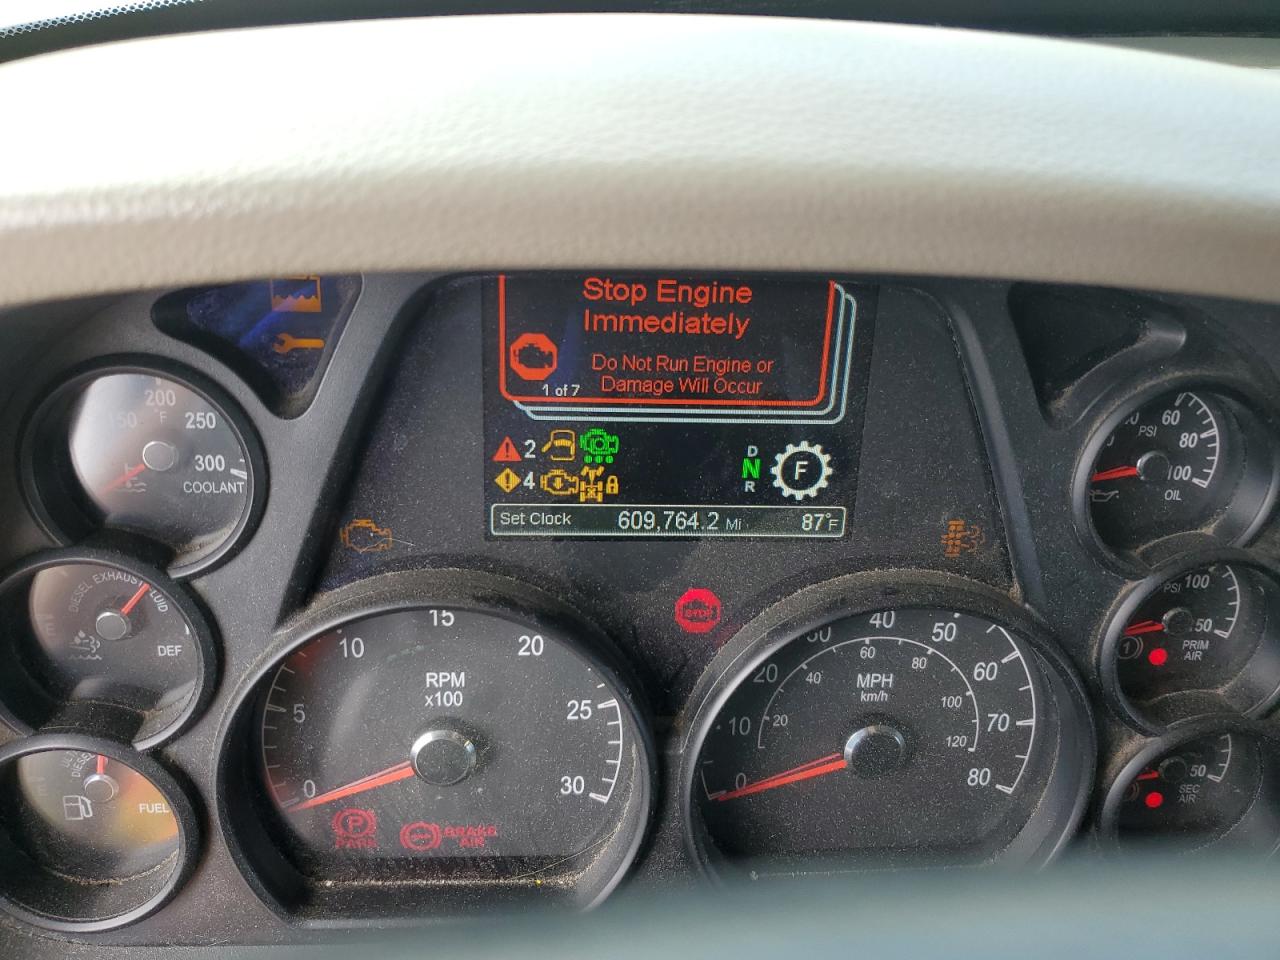 Stop Engine
Immediately
Do Not Run Engine or
Damage Will Occur
1 of 7
2
4
D
N
R
F
Set Clock 609,764.2 Mi 87°F
50 200 250 300
°F
COOLANT
60 80 100
PSI
OIL
DIESEL EXHAUST FLUID
DEF
DIESEL
FUEL
0 5 10 15 20 25 30
RPM
x100
P
PARK
BRAKE
AIR
STOP
0 10 20 30 40 50 60 70 80
MPH
km/h
20 40 60 80 100 120
PSI 100
150
1
PRIM
AIR
50
SEC
AIR